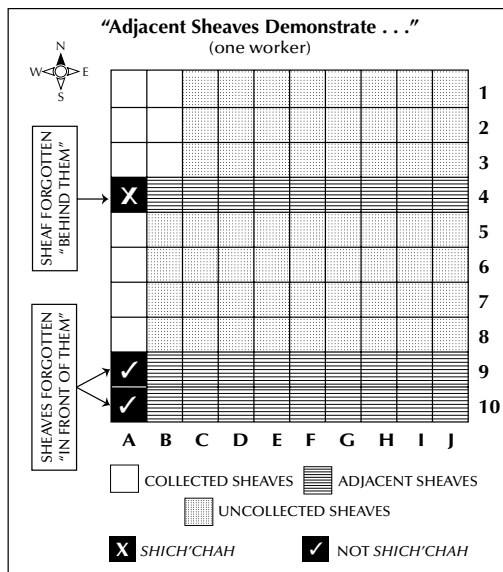 “Adjacent Sheaves Demonstrate . . .”
(one worker)
N
W E
S
1
2
3
SHEAF FORGOTTEN
“BEHIND THEM”
X
4
5
6
7
8
SHEAVES FORGOTTEN
“IN FRONT OF THEM”
✓
9
✓
10
A B C D E F G H I J
COLLECTED SHEAVES ADJACENT SHEAVES
UNCOLLECTED SHEAVES
X SHICH’CHAH ✓ NOT SHICH’CHAH